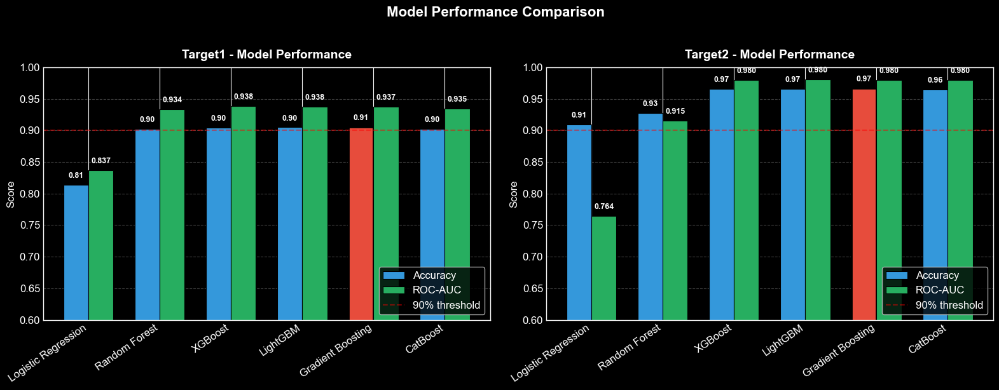 Model Performance Comparison
Target1 - Model Performance
1.00
0.95
0.90
0.85
0.80
0.75
0.70
0.65
0.60
Score
0.81
0.837
0.90
0.934
0.90
0.938
0.90
0.938
0.91
0.937
0.90
0.935
Accuracy
ROC-AUC
90% threshold
Logistic Regression
Random Forest
XGBoost
LightGBM
Gradient Boosting
CatBoost
Target2 - Model Performance
1.00
0.95
0.90
0.85
0.80
0.75
0.70
0.65
0.60
Score
0.91
0.764
0.93
0.915
0.97
0.980
0.97
0.980
0.97
0.980
0.96
0.980
Accuracy
ROC-AUC
90% threshold
Logistic Regression
Random Forest
XGBoost
LightGBM
Gradient Boosting
CatBoost